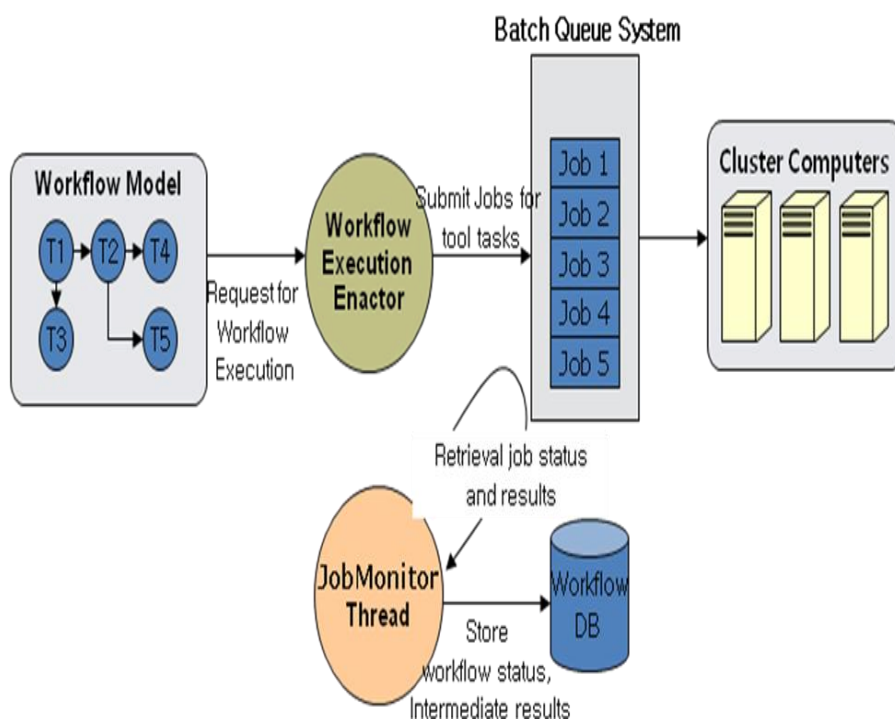 Batch Queue System
Workflow Model
T1
T2
T4
T3
T5
Request for
Workflow
Execution
Workflow
Execution
Enactor
Submit Jobs for
tool tasks
Job 1
Job 2
Job 3
Job 4
Job 5
Cluster Computers
Retrieval job status
and results
JobMonitor
Thread
Store
workflow status,
Intermediate results
Workflow
DB